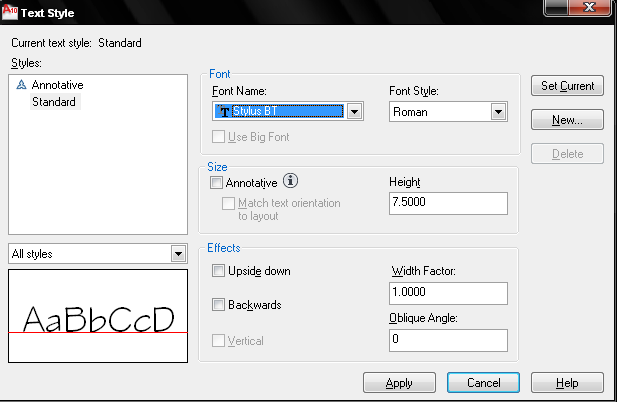 A10 Text Style
Current text style: Standard
Styles:
Annotative
Standard
All styles
AaBbCcD
Font
Font Name:
Stylus BT
Use Big Font
Font Style:
Roman
Size
Annotative
Match text orientation
to layout
Height
7.5000
Effects
Upside down
Backwards
Vertical
Width Factor:
1.0000
Oblique Angle:
0
Set Current
New...
Delete
Apply
Cancel
Help